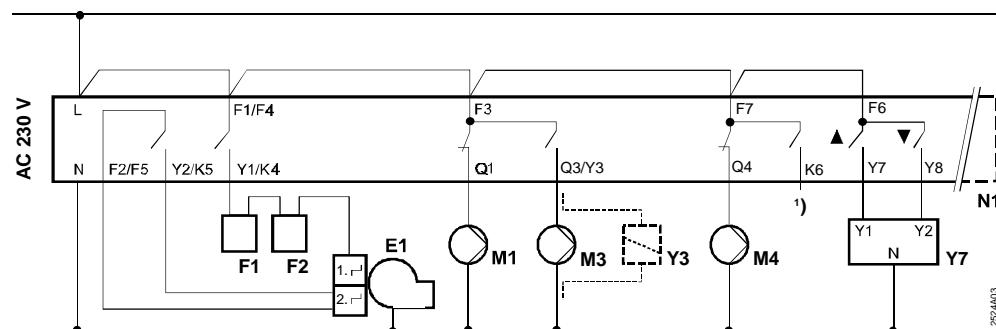 AC 230 V
L F1/F4 F3 F7 F6
▲ ▼
N F2/F5 Y2/K5 Y1/K4 Q1 Q3/Y3 Q4 K6 Y7 Y8
N1
1)
F1 F2 E1 M1 M3 Y3 M4 Y1 Y2 N Y7
1.
2.
2524A03